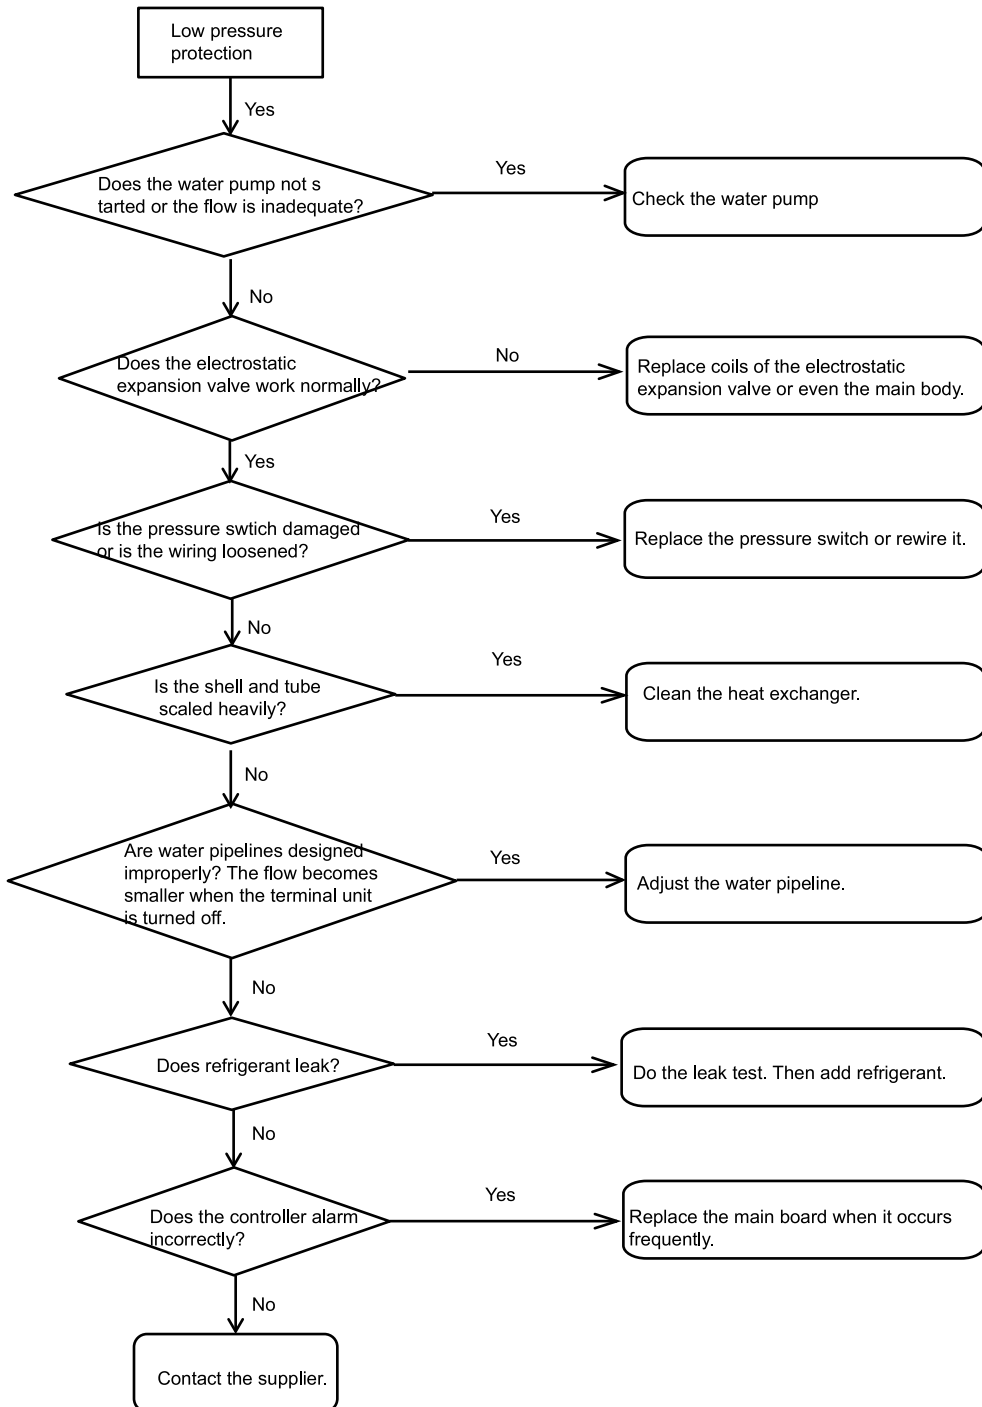 Low pressure
protection
Yes
Does the water pump not s
tarted or the flow is inadequate?
Yes
Check the water pump
No
Does the electrostatic
expansion valve work normally?
No
Replace coils of the electrostatic
expansion valve or even the main body.
Yes
Is the pressure swtich damaged
or is the wiring loosened?
Yes
Replace the pressure switch or rewire it.
No
Is the shell and tube
scaled heavily?
Yes
Clean the heat exchanger.
No
Are water pipelines designed
improperly? The flow becomes
smaller when the terminal unit
is turned off.
Yes
Adjust the water pipeline.
No
Does refrigerant leak?
Yes
Do the leak test. Then add refrigerant.
No
Does the controller alarm
incorrectly?
Yes
Replace the main board when it occurs
frequently.
No
Contact the supplier.